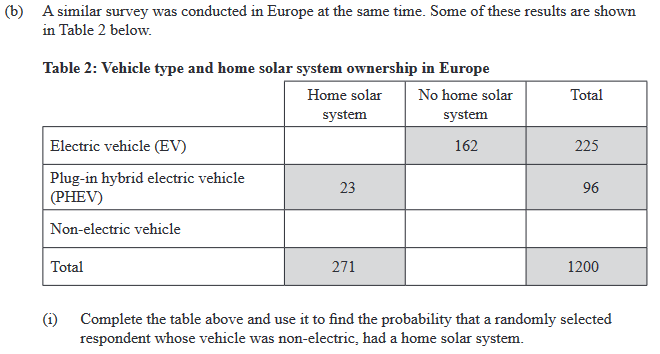 (b) A similar survey was conducted in Europe at the same time. Some of these results are shown
in Table 2 below.
Table 2: Vehicle type and home solar system ownership in Europe
Home solar system No home solar system Total
Electric vehicle (EV) 162 225
Plug-in hybrid electric vehicle (PHEV) 23 96
Non-electric vehicle
Total 271 1200
(i) Complete the table above and use it to find the probability that a randomly selected
respondent whose vehicle was non-electric, had a home solar system.